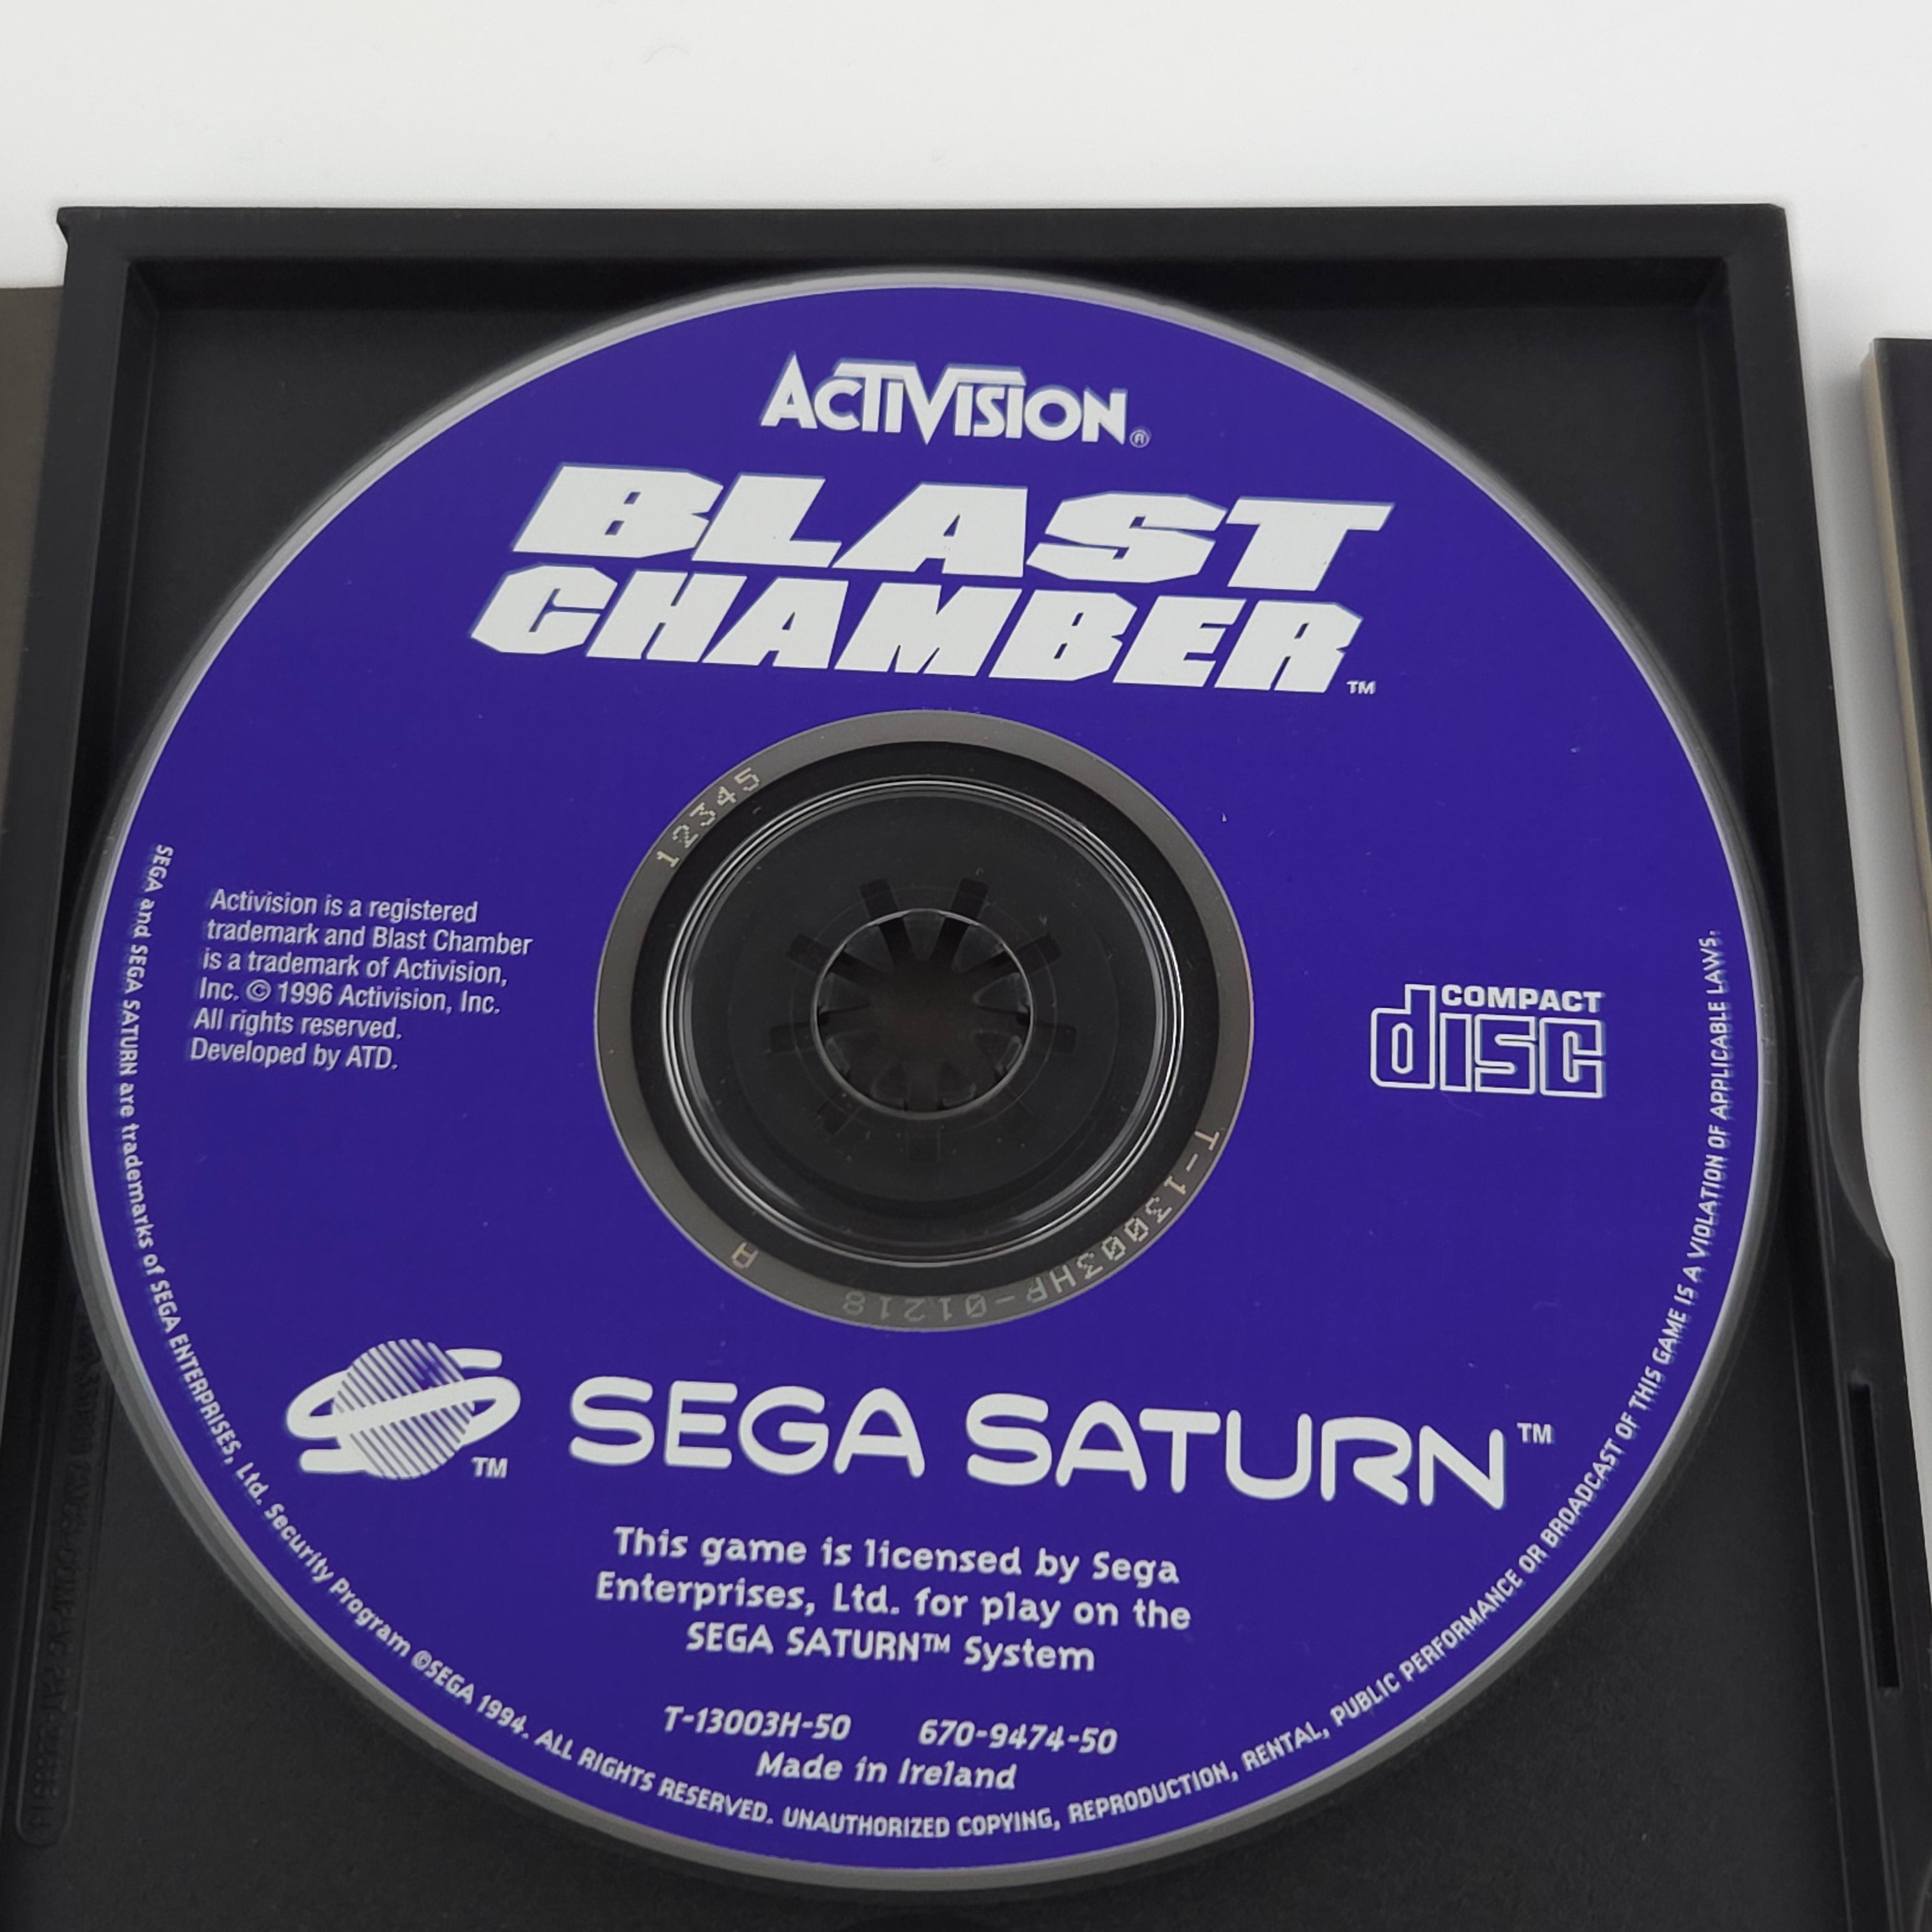 ACTIVISION®
BLAST
CHAMBER™
12345
Activision is a registered
trademark and Blast Chamber
is a trademark of Activision,
Inc. © 1996 Activision, Inc.
All rights reserved.
Developed by ATD.
COMPACT
disc
T-13003HP-01218
A
TM
SEGA SATURN™
This game is licensed by Sega
Enterprises, Ltd. for play on the
SEGA SATURN™ System
T-13003H-50 670-9474-50
Made in Ireland
SEGA and SEGA SATURN are trademarks of SEGA ENTERPRISES, Ltd. Security Program ©SEGA 1994. ALL RIGHTS RESERVED. UNAUTHORIZED COPYING, REPRODUCTION, RENTAL, PUBLIC PERFORMANCE OR BROADCAST OF THIS GAME IS A VIOLATION OF APPLICABLE LAWS.